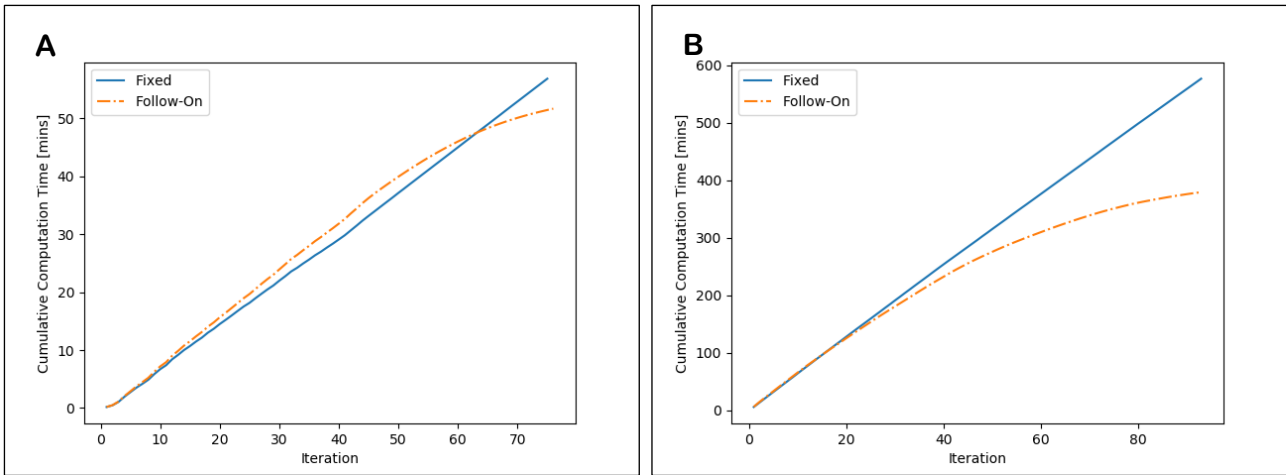 A
Fixed
Follow-On
Cumulative Computation Time [mins]
50
40
30
20
10
0
0 10 20 30 40 50 60 70
Iteration
B
Fixed
Follow-On
Cumulative Computation Time [mins]
600
500
400
300
200
100
0
0 20 40 60 80
Iteration